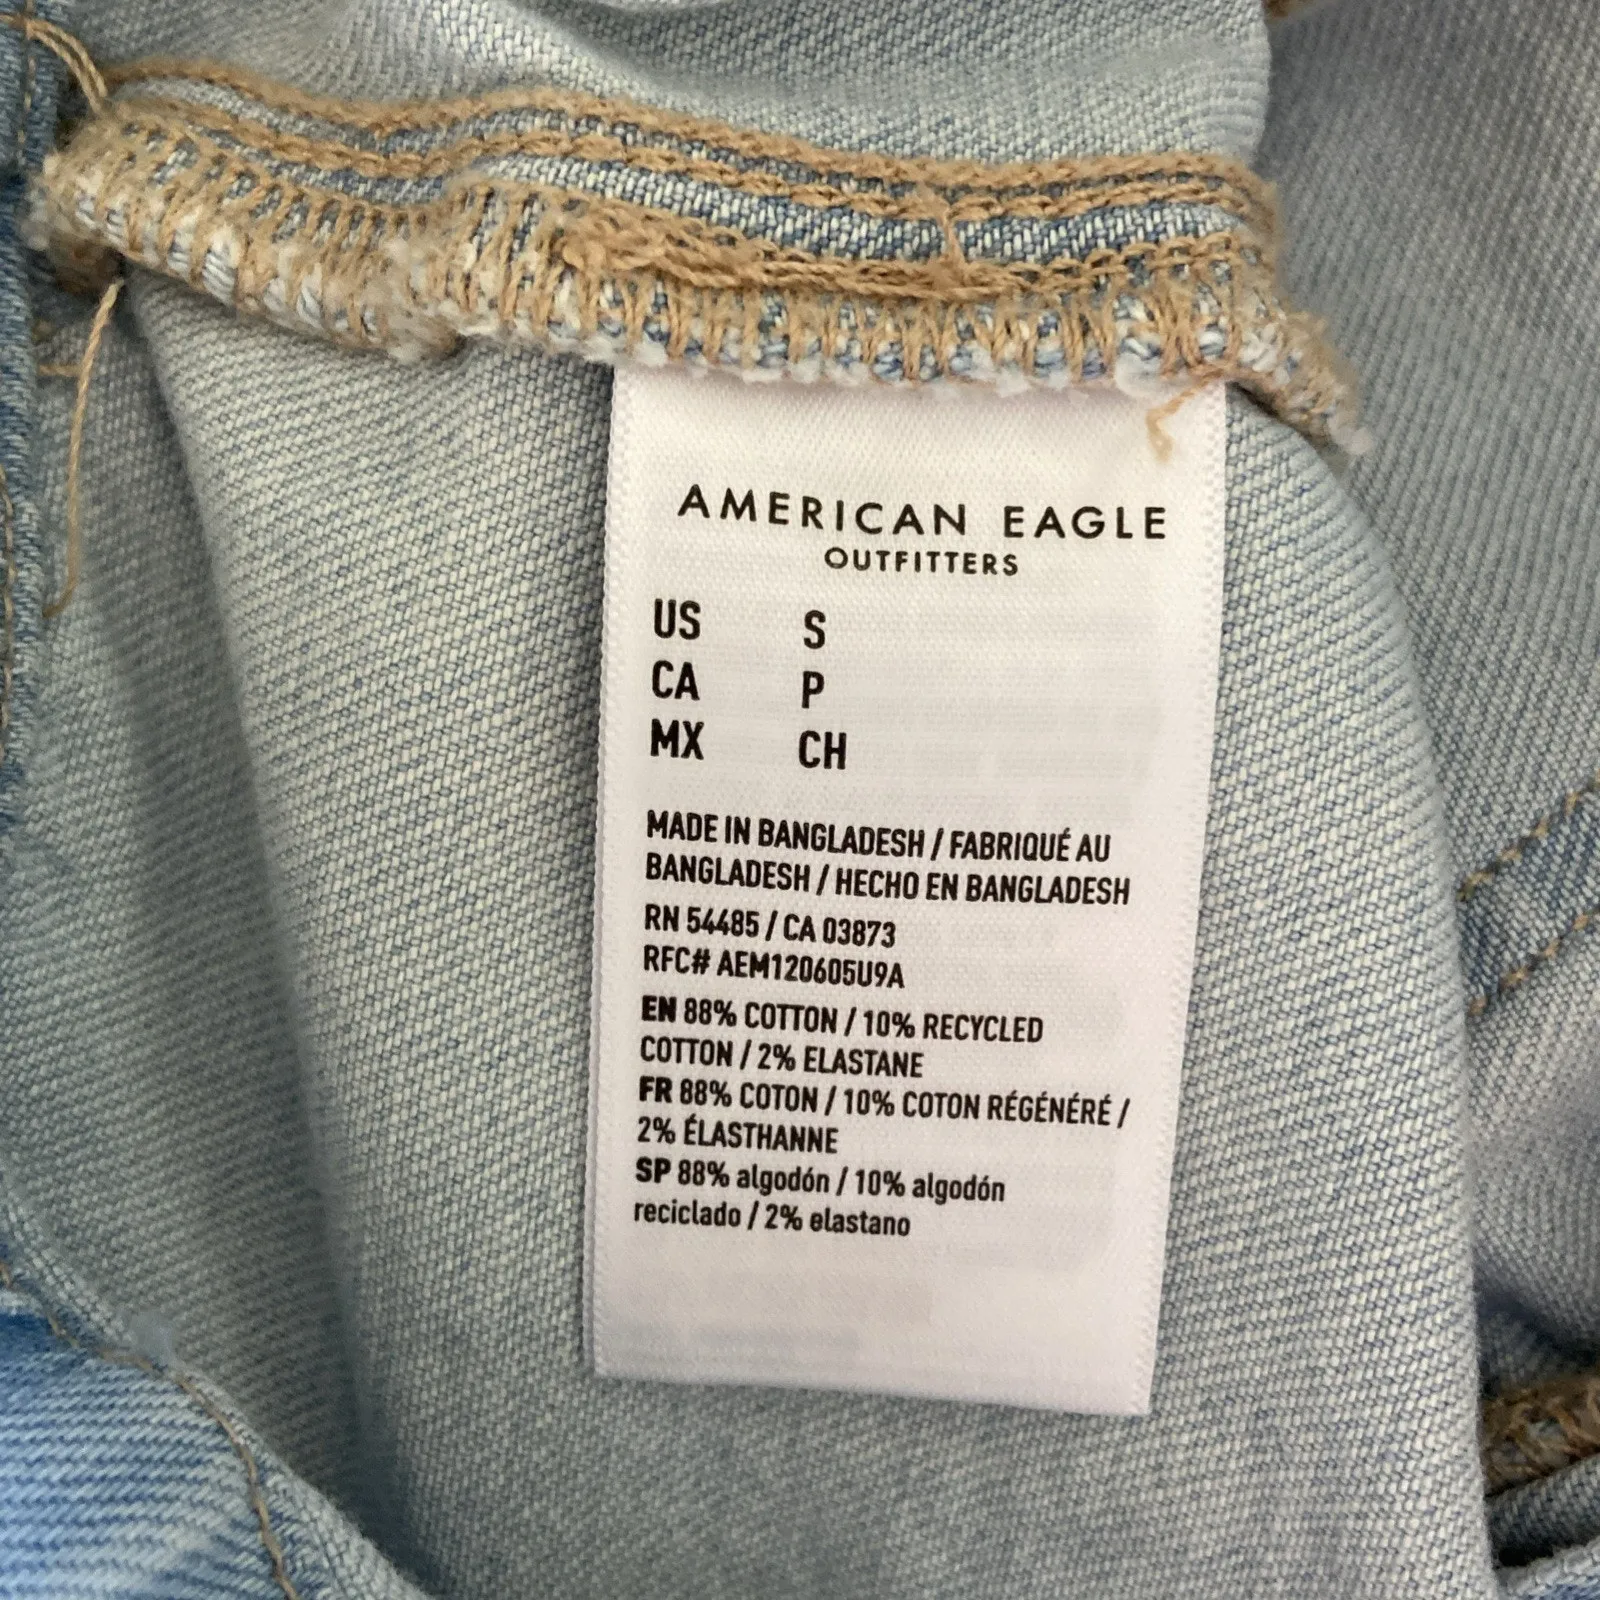 AMERICAN EAGLE
OUTFITTERS
US S
CA P
MX CH
MADE IN BANGLADESH / FABRIQUÉ AU
BANGLADESH / HECHO EN BANGLADESH
RN 54485 / CA 03873
RFC# AEM120605U9A
EN 88% COTTON / 10% RECYCLED
COTTON / 2% ELASTANE
FR 88% COTON / 10% COTON RÉGÉNÉRÉ /
2% ÉLASTHANNE
SP 88% algodón / 10% algodón
reciclado / 2% elastano